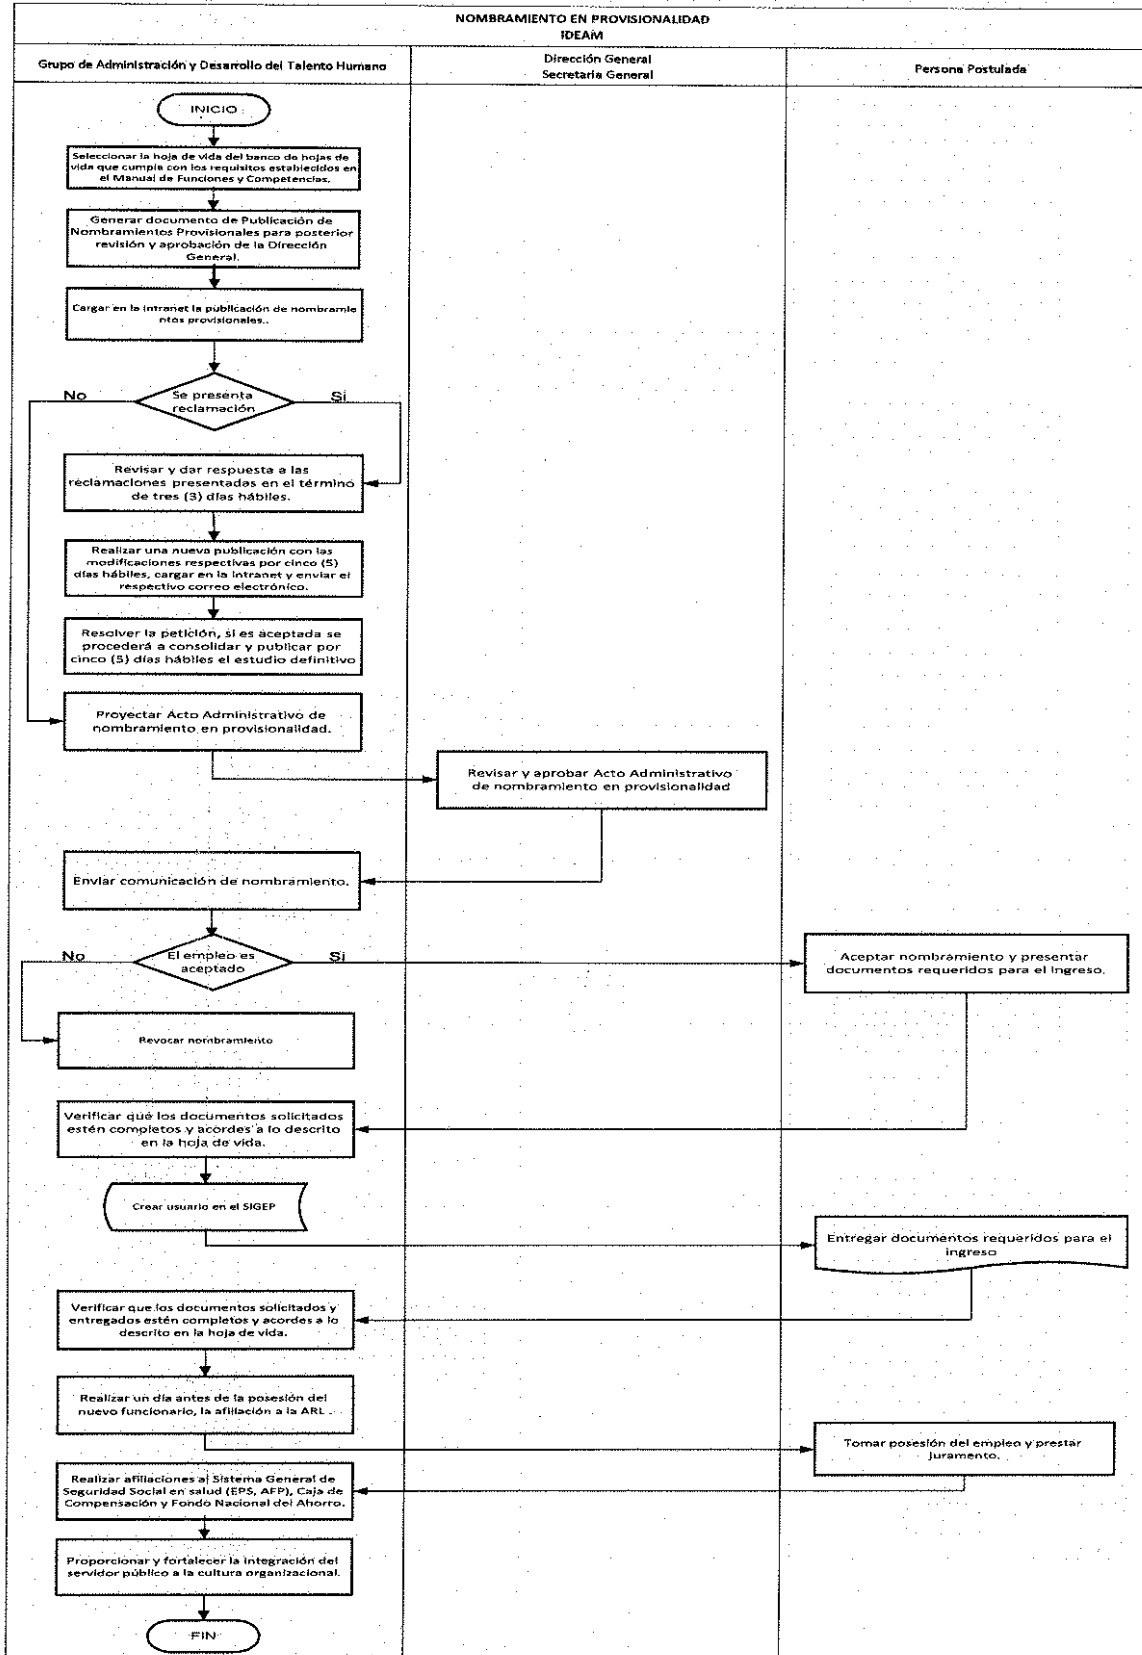 NOMBRAMIENTO EN PROVISIONALIDAD
IDEAM
Grupo de Administración y Desarrollo del Talento Humano
Dirección General
Secretaria General
Persona Postulada
INICIO
Seleccionar la hoja de vida del banco de hojas de
vida que cumpla con los requisitos establecidos en
el Manual de Funciones y Competencias.
Generar documento de Publicación de
Nombramientos Provisionales para posterior
revisión y aprobación de la Dirección
General.
Cargar en la intranet la publicación de nombramie
ntos provisionales..
No
Se presenta
reclamación
Si
Revisar y dar respuesta a las
reclamaciones presentadas en el término
de tres (3) días hábiles.
Realizar una nueva publicación con las
modificaciones respectivas por cinco (5)
días hábiles, cargar en la intranet y enviar el
respectivo correo electrónico.
Resolver la petición, si es aceptada se
procederá a consolidar y publicar por
cinco (5) días hábiles el estudio definitivo
Proyectar Acto Administrativo de
nombramiento en provisionalidad.
Revisar y aprobar Acto Administrativo
de nombramiento en provisionalidad
Enviar comunicación de nombramiento.
No
El empleo es
aceptado
Si
Aceptar nombramiento y presentar
documentos requeridos para el ingreso.
Revocar nombramiento
Verificar que los documentos solicitados
estén completos y acordes a lo descrito
en la hoja de vida.
Crear usuario en el SIGEP
Entregar documentos requeridos para el
ingreso
Verificar que los documentos solicitados y
entregados estén completos y acordes a lo
descrito en la hoja de vida.
Realizar un día antes de la posesión del
nuevo funcionario, la afiliación a la ARL .
Tomar posesión del empleo y prestar
Juramento.
Realizar afiliaciones al Sistema General de
Seguridad Social en salud (EPS, AFP), Caja de
Compensación y Fondo Nacional del Ahorro.
Proporcionar y fortalecer la integración del
servidor público a la cultura organizacional.
FIN